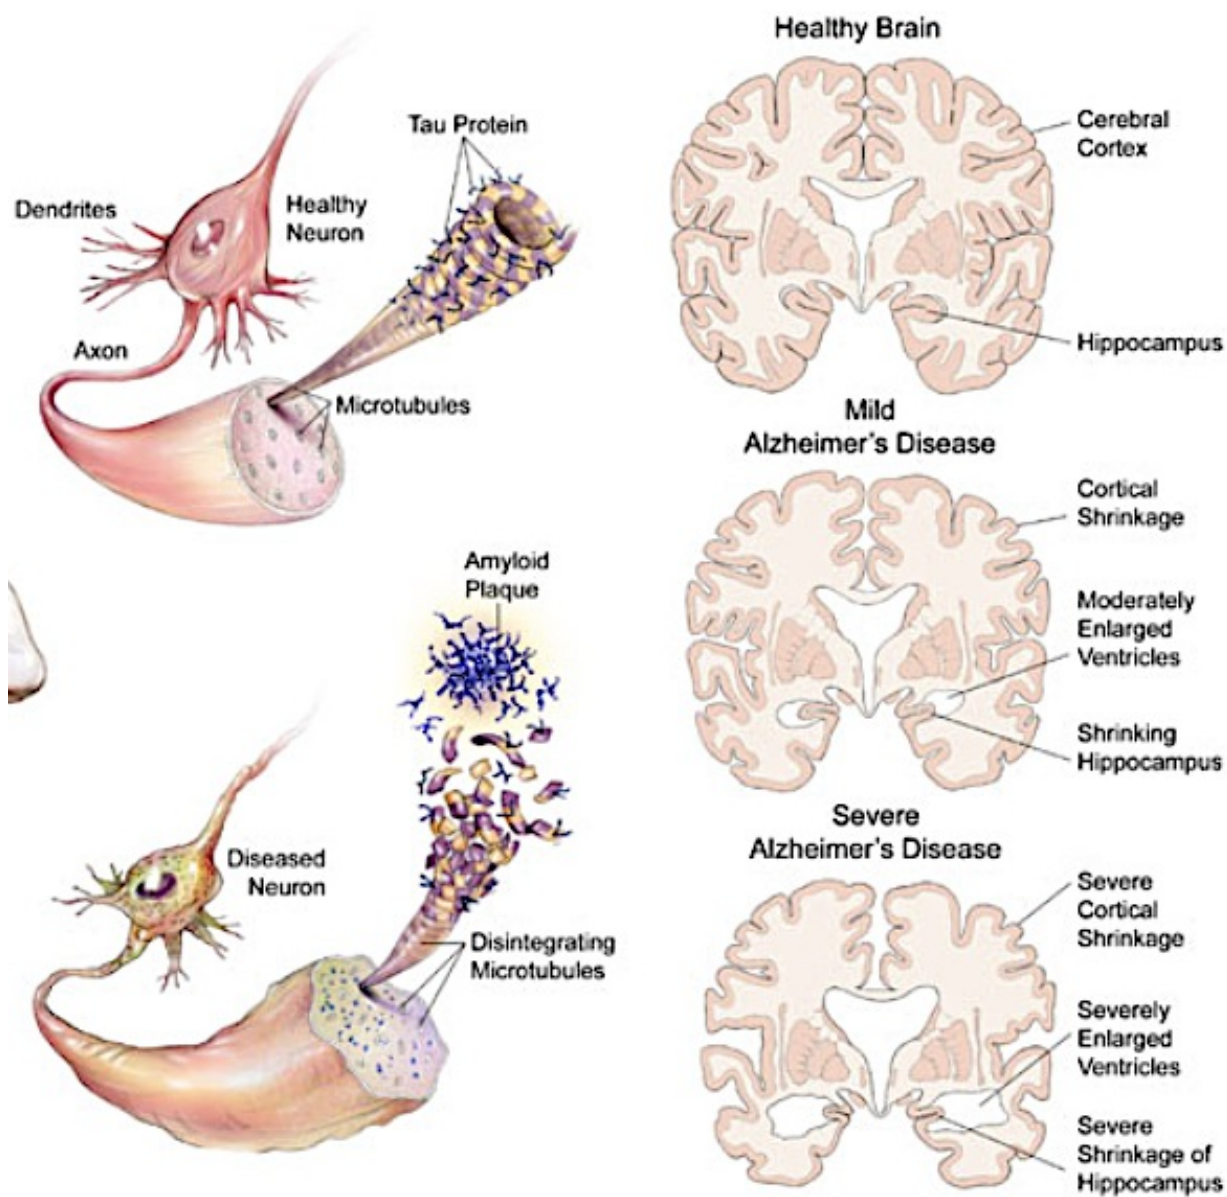 Tau Protein
Dendrites
Healthy
Neuron
Axon
Microtubules
Amyloid
Plaque
Diseased
Neuron
Disintegrating
Microtubules
Healthy Brain
Cerebral
Cortex
Hippocampus
Mild
Alzheimer's Disease
Cortical
Shrinkage
Moderately
Enlarged
Ventricles
Shrinking
Hippocampus
Severe
Alzheimer's Disease
Severe
Cortical
Shrinkage
Severely
Enlarged
Ventricles
Severe
Shrinkage of
Hippocampus